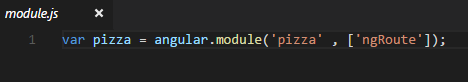 module.js ×
1 var pizza = angular.module('pizza' , ['ngRoute']);